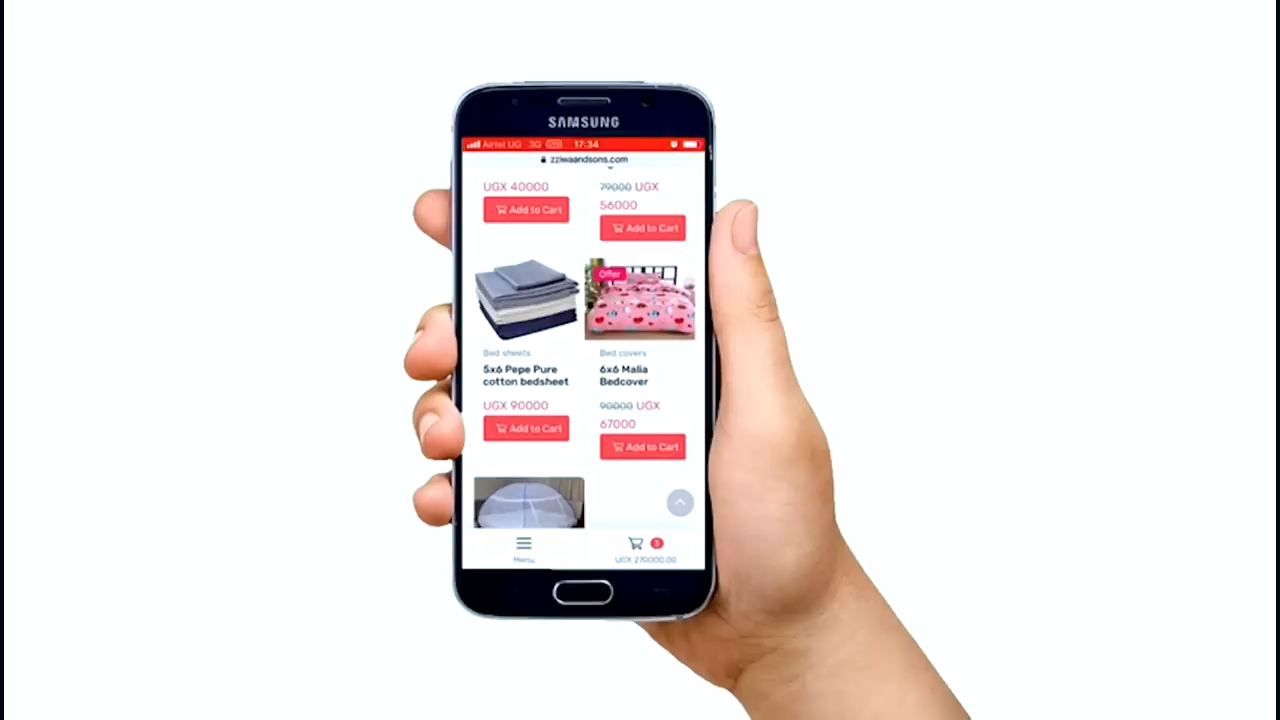 SAMSUNG
Airtel UG 3G 17:34
zziwaandsons.com
UGX 40000
Add to Cart
79000 UGX
56000
Add to Cart
Offer
Bed sheets
5x6 Pepe Pure
cotton bedsheet
UGX 90000
Add to Cart
Bed covers
6x6 Malia
Bedcover
90000 UGX
67000
Add to Cart
Menu
3
UGX 270000.00